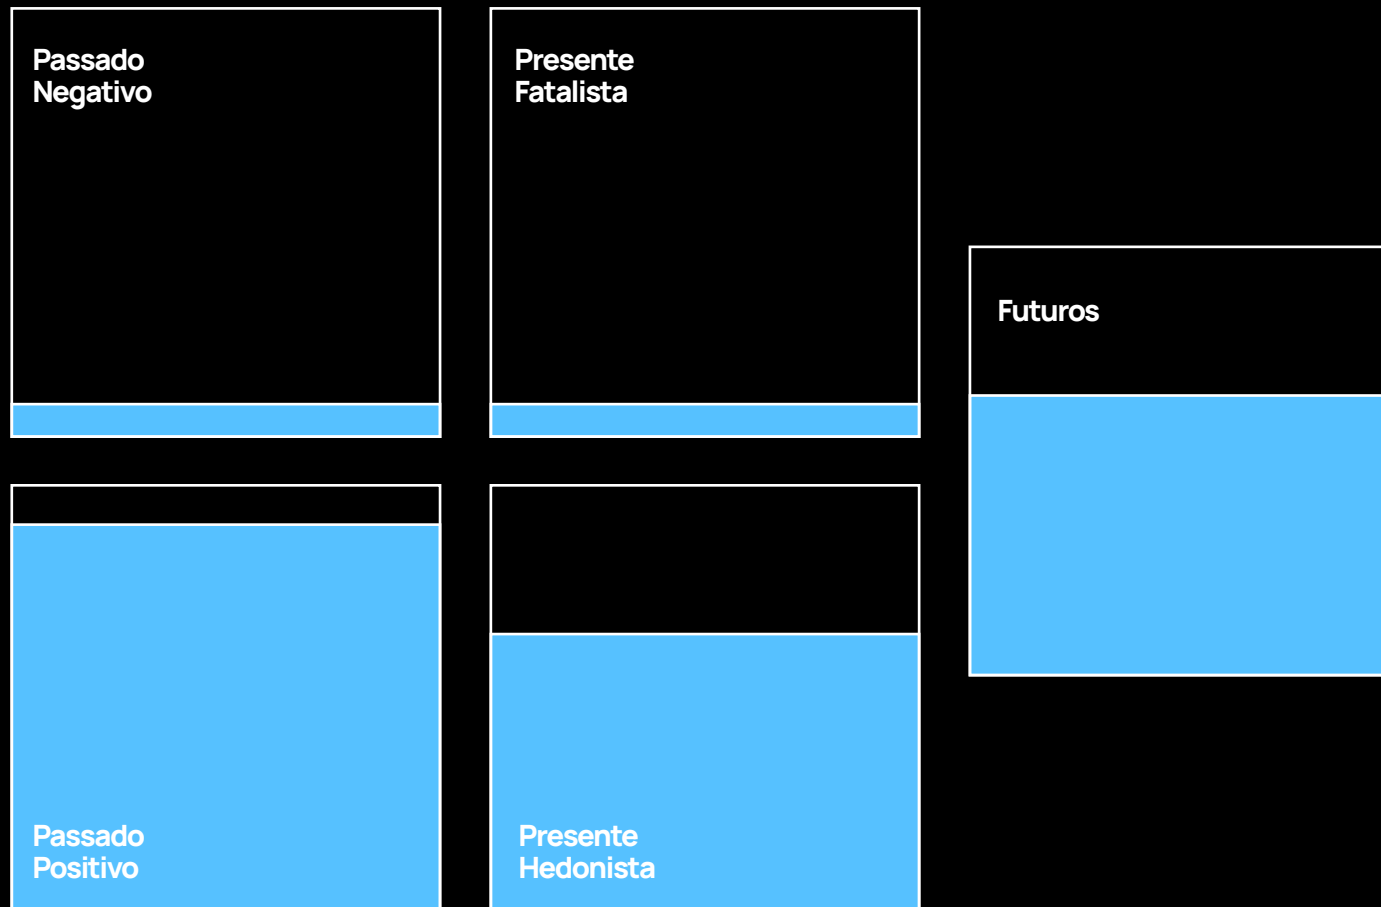 Passado
Negativo
Presente
Fatalista
Futuros
Passado
Positivo
Presente
Hedonista